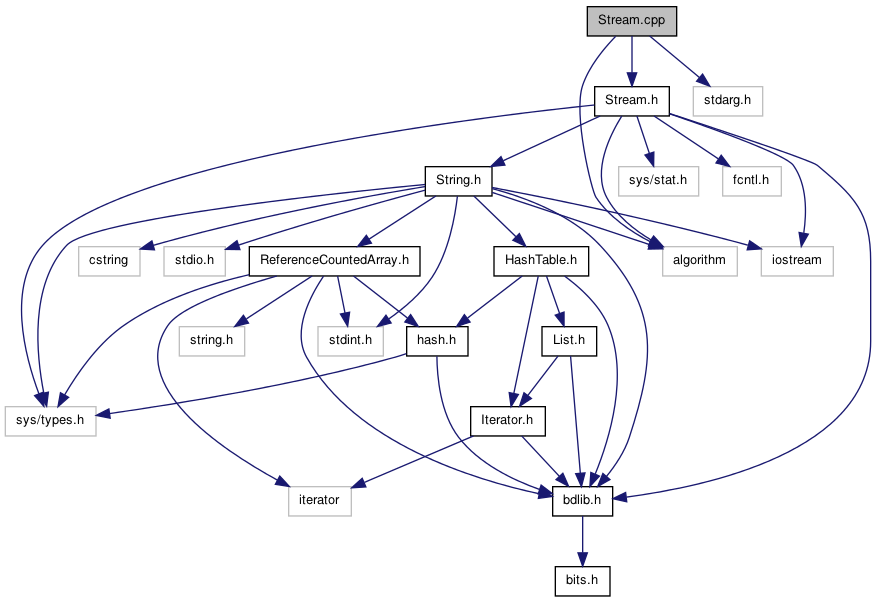 Stream.cpp
Stream.h
stdarg.h
String.h
sys/stat.h
fcntl.h
cstring
stdio.h
ReferenceCountedArray.h
HashTable.h
algorithm
iostream
string.h
stdint.h
hash.h
List.h
sys/types.h
Iterator.h
iterator
bdlib.h
bits.h